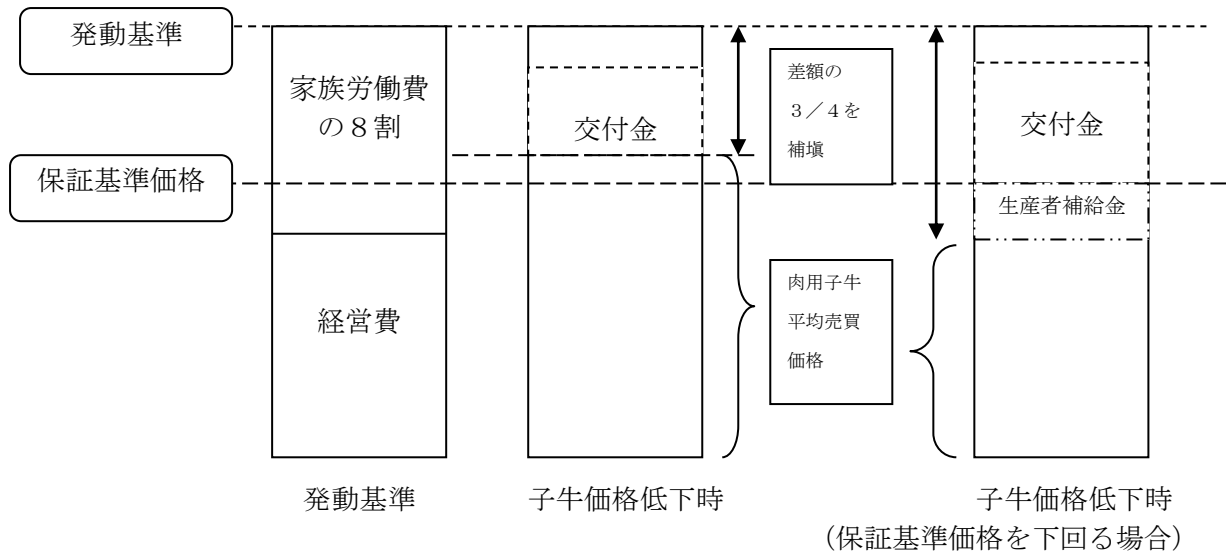 発動基準
家族労働費
の８割
交付金
差額の
３／４を
補塡
交付金
保証基準価格
生産者補給金
経営費
肉用子牛
平均売買
価格
発動基準
子牛価格低下時
子牛価格低下時
（保証基準価格を下回る場合）